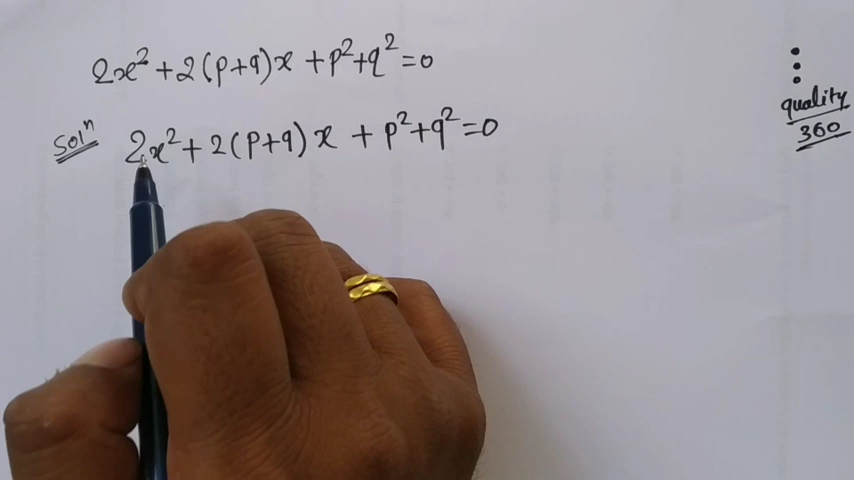 2x² + 2(p+q)x + p²+q² = 0
Solⁿ 2x² + 2(p+q)x + p²+q² = 0
quality
360